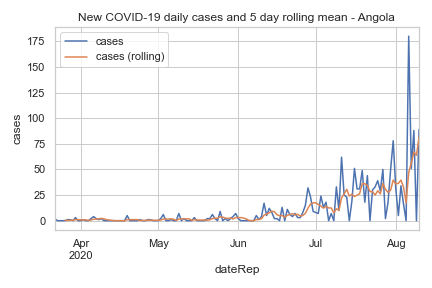 New COVID-19 daily cases and 5 day rolling mean - Angola
cases
cases (rolling)
175
150
125
100
75
50
25
0
cases
Apr
2020
May
Jun
Jul
Aug
dateRep